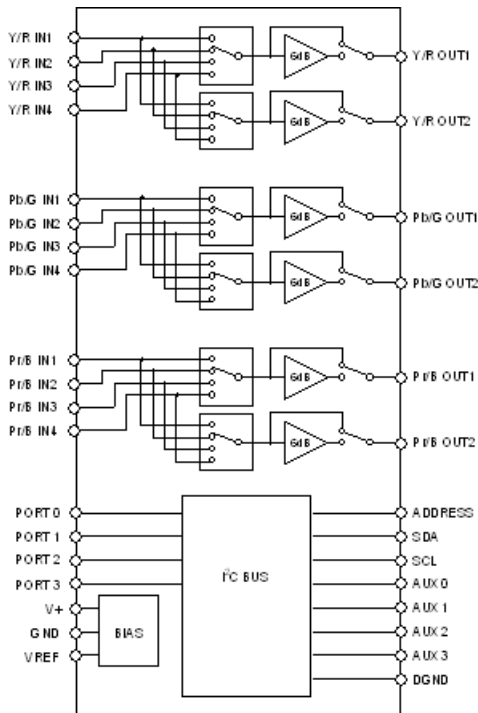 Y/R IN1
Y/R IN2
Y/R IN3
Y/R IN4
6dB
Y/R OUT1
6dB
Y/R OUT2
Pb/G IN1
Pb/G IN2
Pb/G IN3
Pb/G IN4
6dB
Pb/G OUT1
6dB
Pb/G OUT2
Pr/B IN1
Pr/B IN2
Pr/B IN3
Pr/B IN4
6dB
Pr/B OUT1
6dB
Pr/B OUT2
PORT 0
PORT 1
PORT 2
PORT 3
V+
GND
VREF
BIAS
I²C BUS
ADDRESS
SDA
SCL
AUX 0
AUX 1
AUX 2
AUX 3
DGND